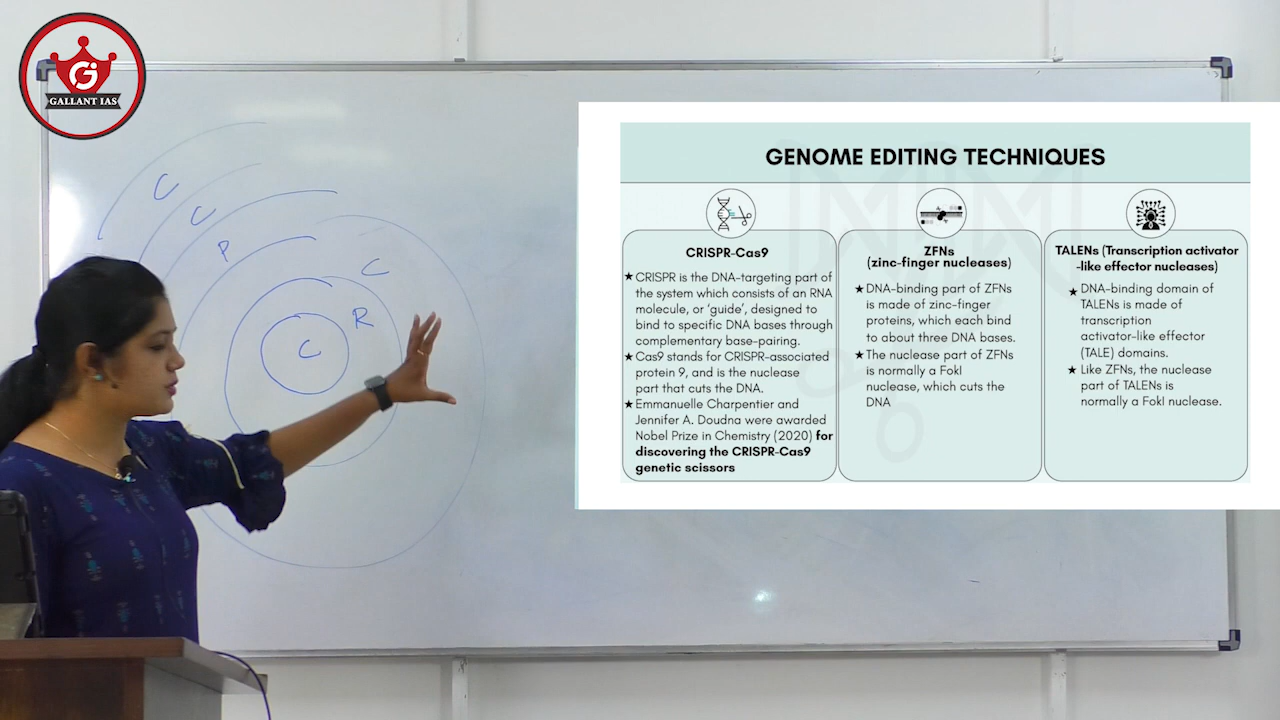 GALLANT IAS
C
C
P
C
R
C
GENOME EDITING TECHNIQUES
CRISPR-Cas9
★ CRISPR is the DNA-targeting part of
the system which consists of an RNA
molecule, or 'guide', designed to
bind to specific DNA bases through
complementary base-pairing.
★ Cas9 stands for CRISPR-associated
protein 9, and is the nuclease
part that cuts the DNA.
★ Emmanuelle Charpentier and
Jennifer A. Doudna were awarded
Nobel Prize in Chemistry (2020) for
discovering the CRISPR-Cas9
genetic scissors
ZFNs
(zinc-finger nucleases)
★ DNA-binding part of ZFNs
is made of zinc-finger
proteins, which each bind
to about three DNA bases.
★ The nuclease part of ZFNs
is normally a FokI
nuclease, which cuts the
DNA
TALENs (Transcription activator
-like effector nucleases)
★ DNA-binding domain of
TALENs is made of
transcription
activator-like effector
(TALE) domains.
★ Like ZFNs, the nuclease
part of TALENs is
normally a FokI nuclease.